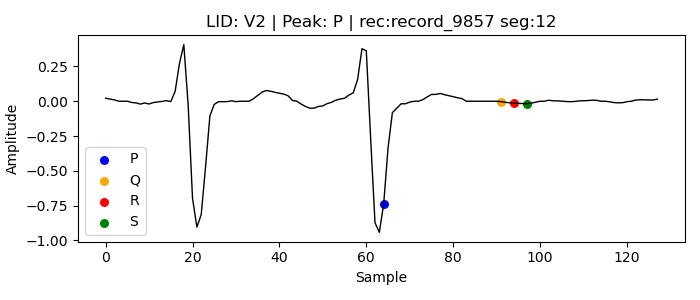 LID: V2 | Peak: P | rec:record_9857 seg:12
Amplitude
0.25
0.00
−0.25
−0.50
−0.75
−1.00
P
Q
R
S
0 20 40 60 80 100 120
Sample